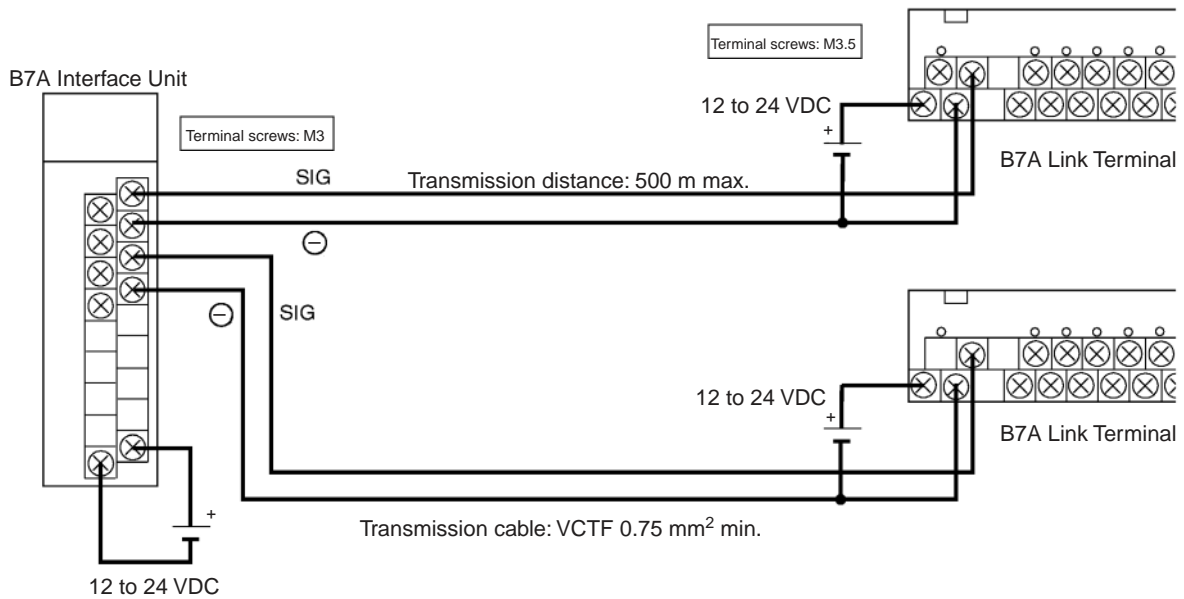 Terminal screws: M3.5
B7A Interface Unit
12 to 24 VDC
+
Terminal screws: M3
B7A Link Terminal
SIG
Transmission distance: 500 m max.
⊖
⊖
SIG
12 to 24 VDC
+
B7A Link Terminal
+
Transmission cable: VCTF 0.75 mm² min.
12 to 24 VDC